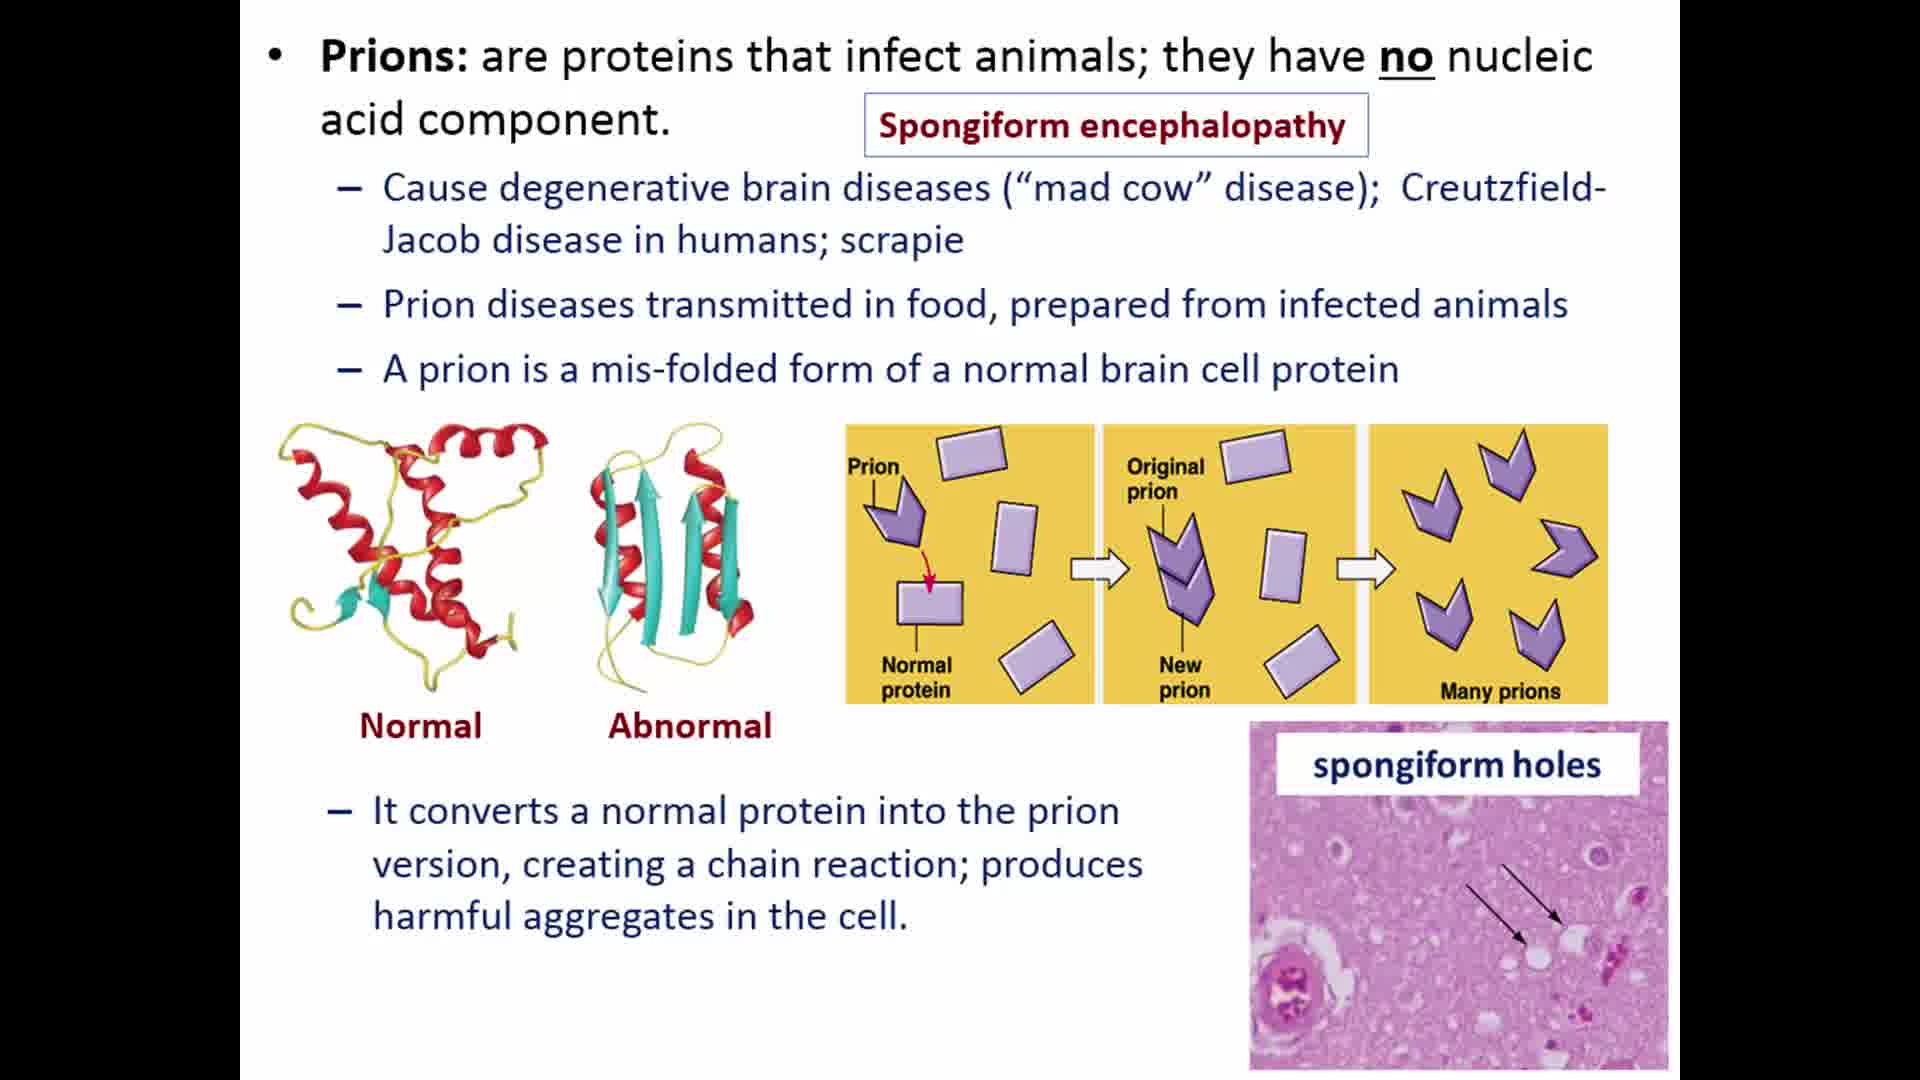 • Prions: are proteins that infect animals; they have no nucleic
acid component.
Spongiform encephalopathy
– Cause degenerative brain diseases (“mad cow” disease); Creutzfield-
Jacob disease in humans; scrapie
– Prion diseases transmitted in food, prepared from infected animals
– A prion is a mis-folded form of a normal brain cell protein
Prion
Normal
protein
Original
prion
New
prion
Many prions
Normal
Abnormal
spongiform holes
– It converts a normal protein into the prion
version, creating a chain reaction; produces
harmful aggregates in the cell.